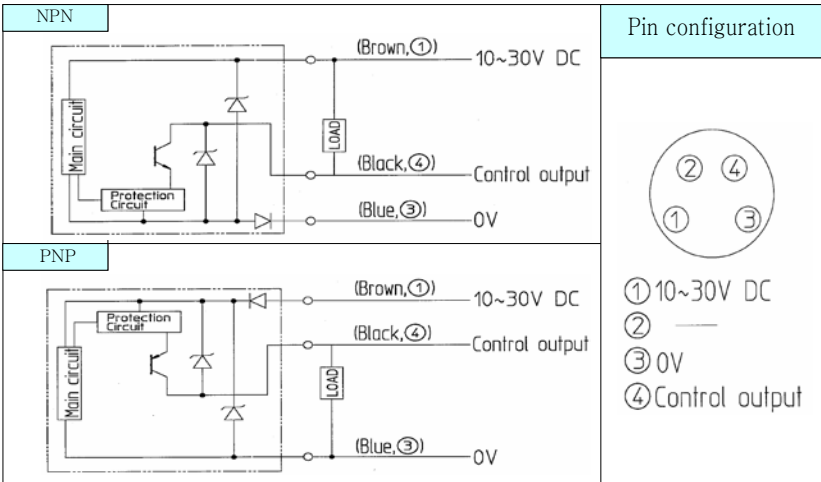 NPN
(Brown,①)
10~30V DC
Main circuit
LOAD
(Black,④)
Control output
Protection
Circuit
(Blue,③)
0V
PNP
(Brown,①)
10~30V DC
Protection
Circuit
(Black,④)
Control output
Main circuit
LOAD
(Blue,③)
0V
Pin configuration
② ④
① ③
①10~30V DC
② —
③0V
④Control output